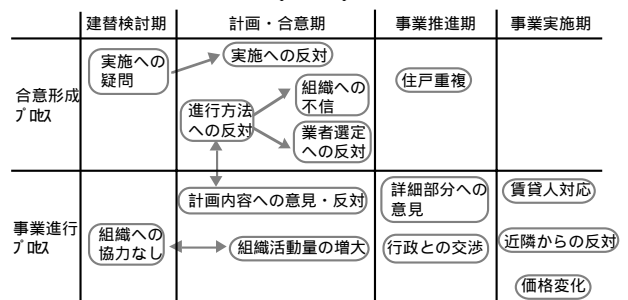 建替検討期 計画・合意期 事業推進期 事業実施期
合意形成
プロセス
実施への
疑問
実施への反対
進行方法
への反対
組織への
不信
業者選定
への反対
住戸重複
事業進行
プロセス
組織への
協力なし
計画内容への意見・反対
組織活動量の増大
詳細部分への
意見
行政との交渉
賃貸人対応
近隣からの反対
価格変化